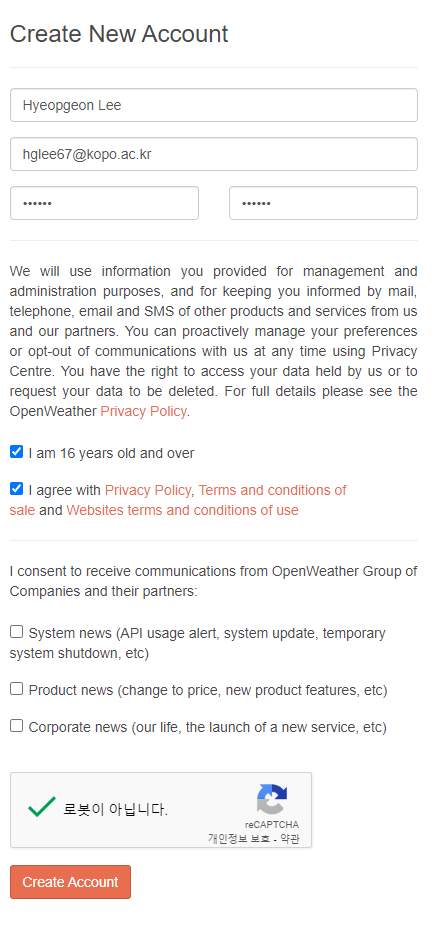 Create New Account
Hyeopgeon Lee
hglee67@kopo.ac.kr
•••••• ••••••
We will use information you provided for management and
administration purposes, and for keeping you informed by mail,
telephone, email and SMS of other products and services from us
and our partners. You can proactively manage your preferences
or opt-out of communications with us at any time using Privacy
Centre. You have the right to access your data held by us or to
request your data to be deleted. For full details please see the
OpenWeather Privacy Policy.
I am 16 years old and over
I agree with Privacy Policy, Terms and conditions of
sale and Websites terms and conditions of use
I consent to receive communications from OpenWeather Group of
Companies and their partners:
System news (API usage alert, system update, temporary
system shutdown, etc)
Product news (change to price, new product features, etc)
Corporate news (our life, the launch of a new service, etc)
로봇이 아닙니다.
reCAPTCHA
개인정보 보호 - 약관
Create Account